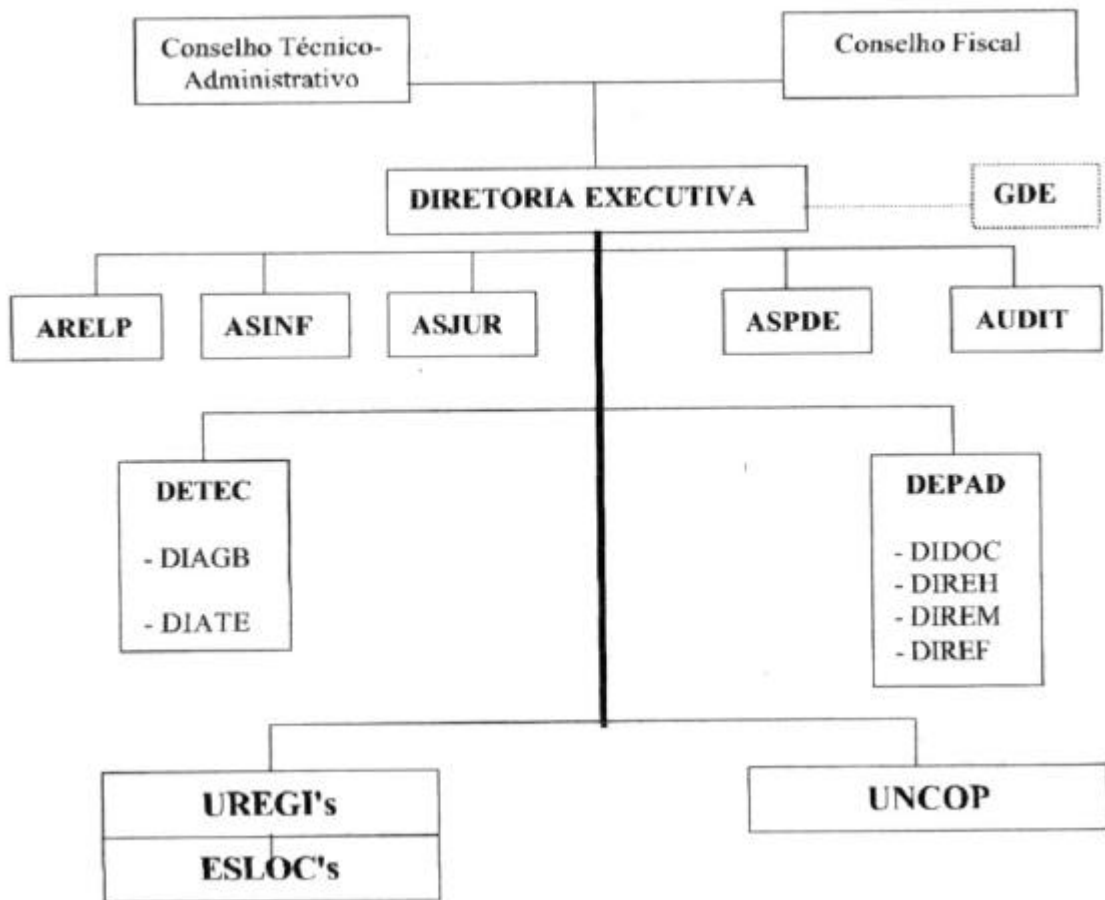 Conselho Técnico-
Administrativo
Conselho Fiscal
DIRETORIA EXECUTIVA
GDE
ARELP
ASINF
ASJUR
ASPDE
AUDIT
DETEC
- DIAGB
- DIATE
DEPAD
- DIDOC
- DIREH
- DIREM
- DIREF
UREGI's
ESLOC's
UNCOP